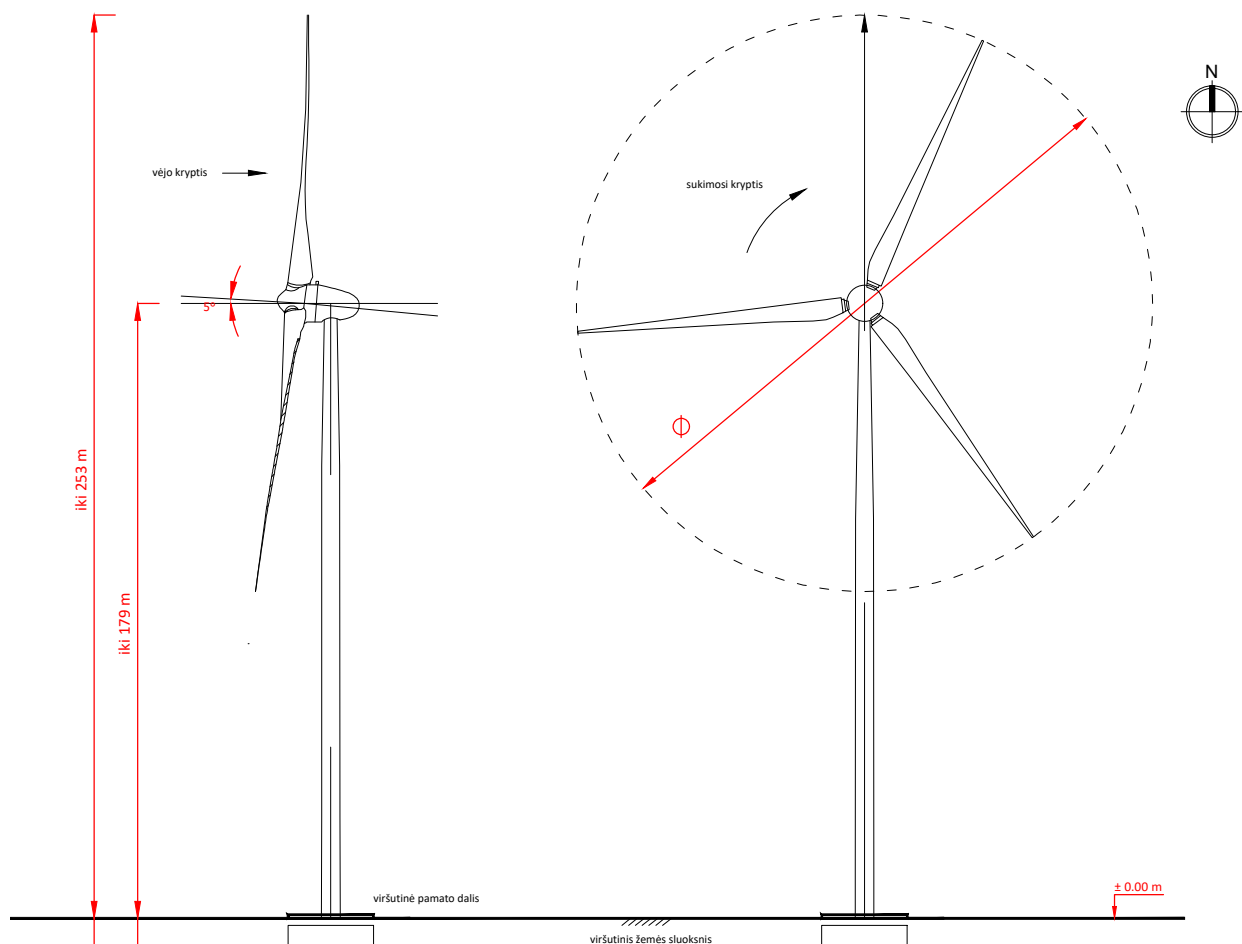 N
vėjo kryptis
sukimosi kryptis
5°
Φ
iki 253 m
iki 179 m
± 0.00 m
viršutinė pamato dalis
viršutinis žemės sluoksnis